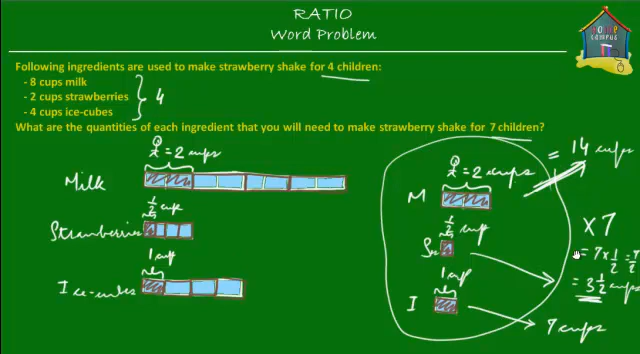 RATIO
Word Problem
Following ingredients are used to make strawberry shake for 4 children:
- 8 cups milk
- 2 cups strawberries
- 4 cups ice-cubes
4
What are the quantities of each ingredient that you will need to make strawberry shake for 7 children?
= 2 cups
Milk
1/2 cup
Strawberries
1 cup
Ice-cubes
= 2 cups
= 14 cups
M
1/2 cup
1 cup
I
× 7
= 7 × 1/2 = 7/2
= 3 1/2 cups
7 cups